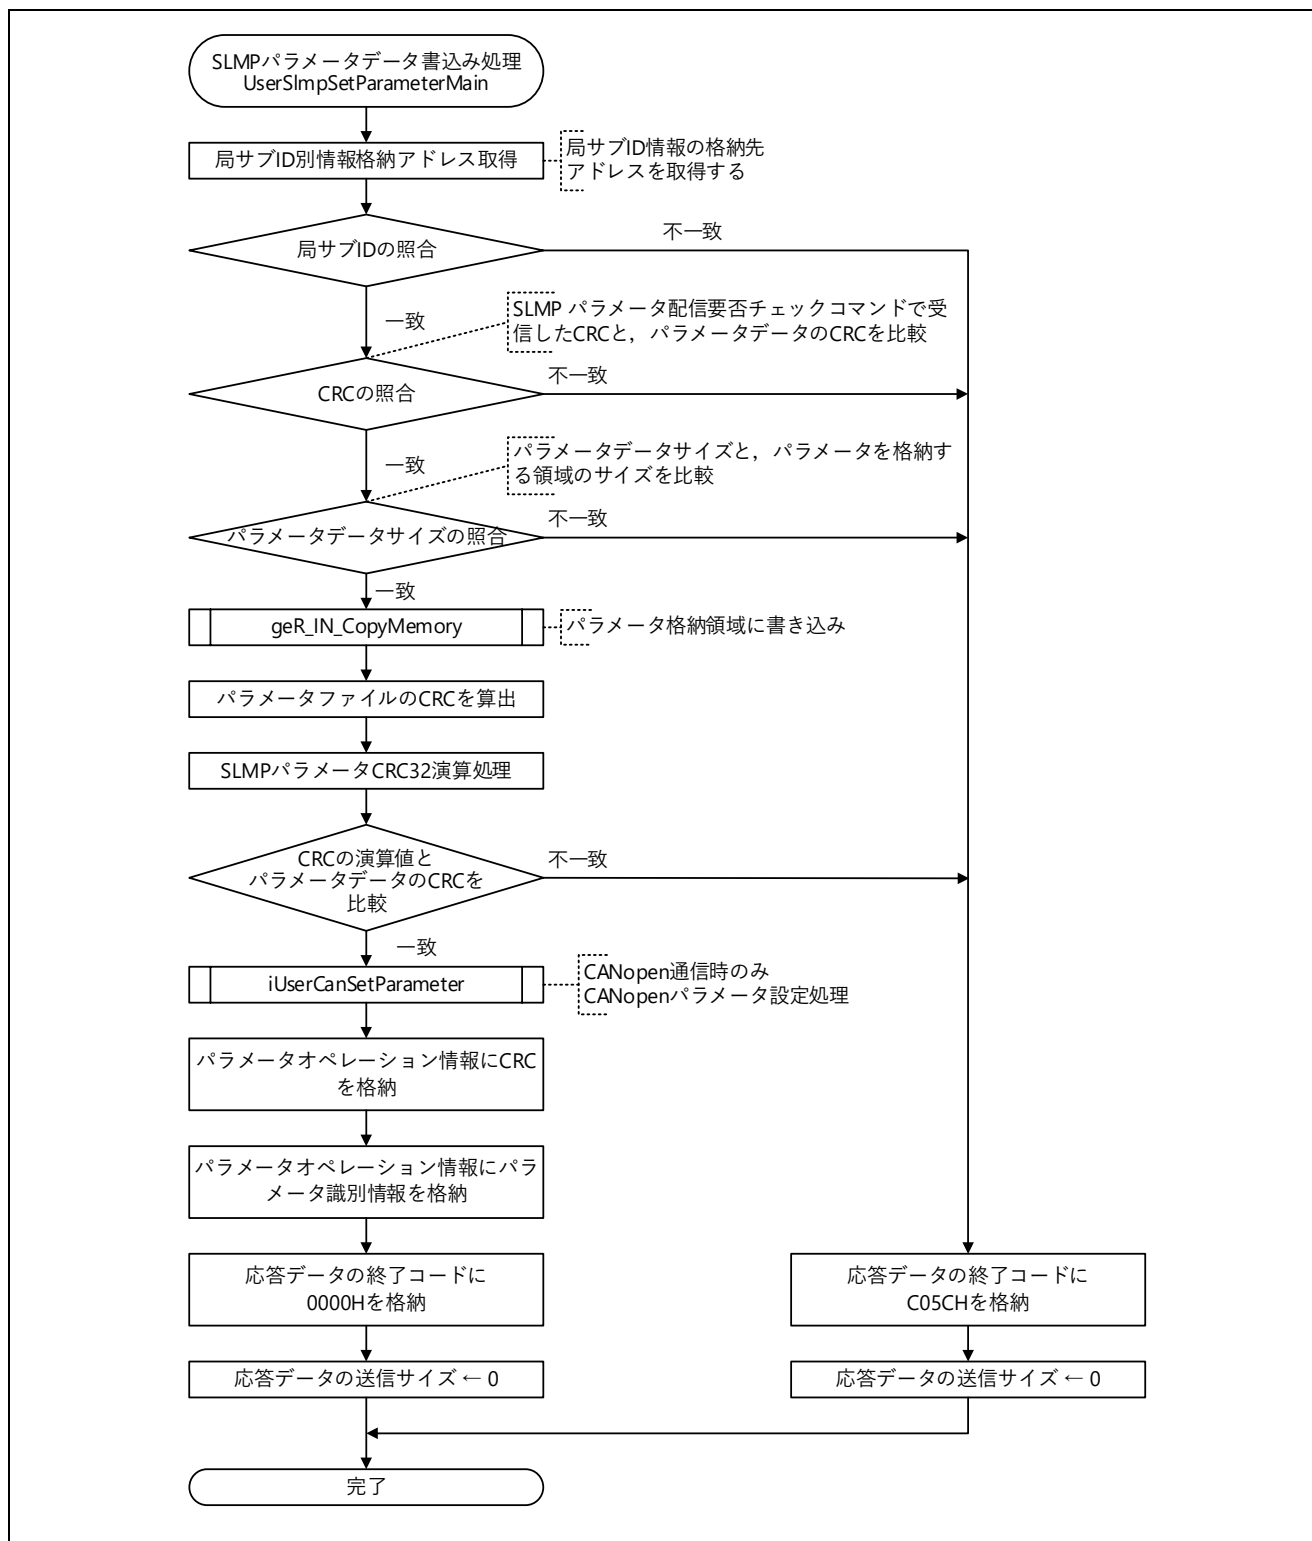 SLMPパラメータデータ書込み処理
UserSlmpSetParameterMain
局サブID別情報格納アドレス取得
局サブID情報の格納先
アドレスを取得する
局サブIDの照合
不一致
一致
SLMP パラメータ配信要否チェックコマンドで受
信したCRCと，パラメータデータのCRCを比較
CRCの照合
不一致
一致
パラメータデータサイズと，パラメータを格納す
る領域のサイズを比較
パラメータデータサイズの照合
不一致
一致
geR_IN_CopyMemory
パラメータ格納領域に書き込み
パラメータファイルのCRCを算出
SLMPパラメータCRC32演算処理
CRCの演算値と
パラメータデータのCRCを
比較
不一致
一致
iUserCanSetParameter
CANopen通信時のみ
CANopenパラメータ設定処理
パラメータオペレーション情報にCRC
を格納
パラメータオペレーション情報にパラ
メータ識別情報を格納
応答データの終了コードに
0000Hを格納
応答データの終了コードに
C05CHを格納
応答データの送信サイズ ← 0
応答データの送信サイズ ← 0
完了